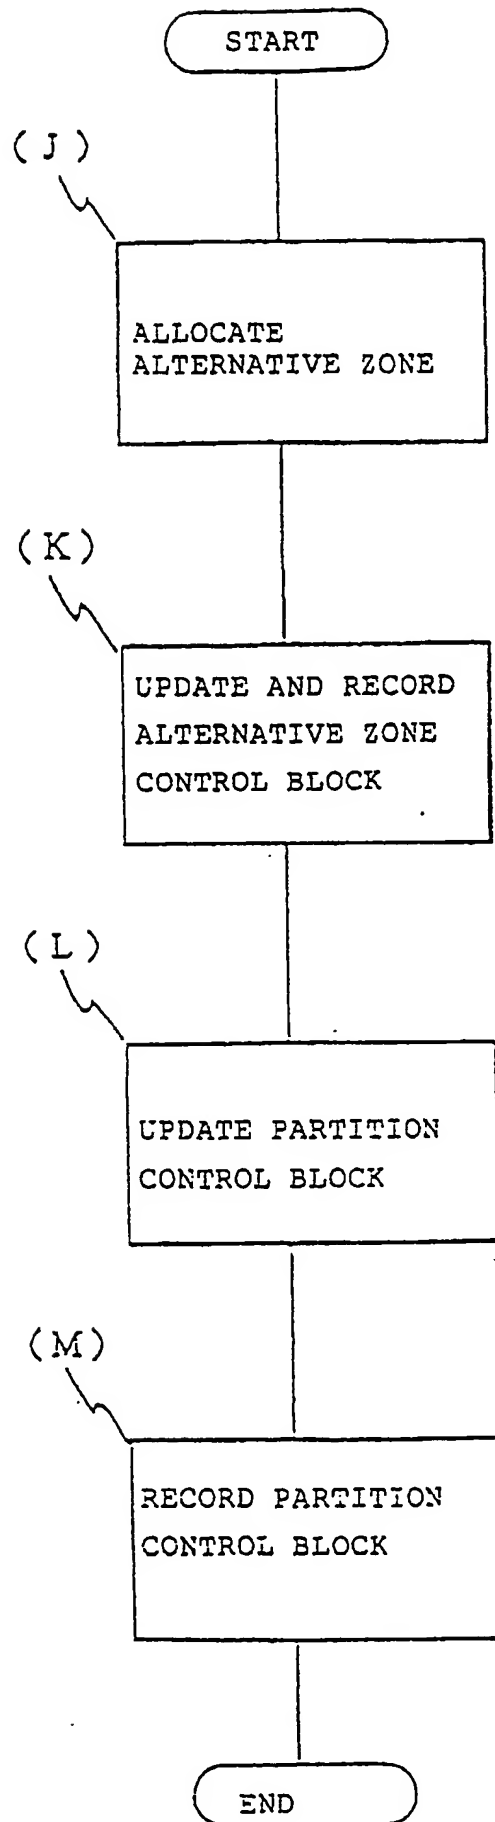 START
(J)
ALLOCATE
ALTERNATIVE ZONE
(K)
UPDATE AND RECORD
ALTERNATIVE ZONE
CONTROL BLOCK
(L)
UPDATE PARTITION
CONTROL BLOCK
(M)
RECORD PARTITION
CONTROL BLOCK
END